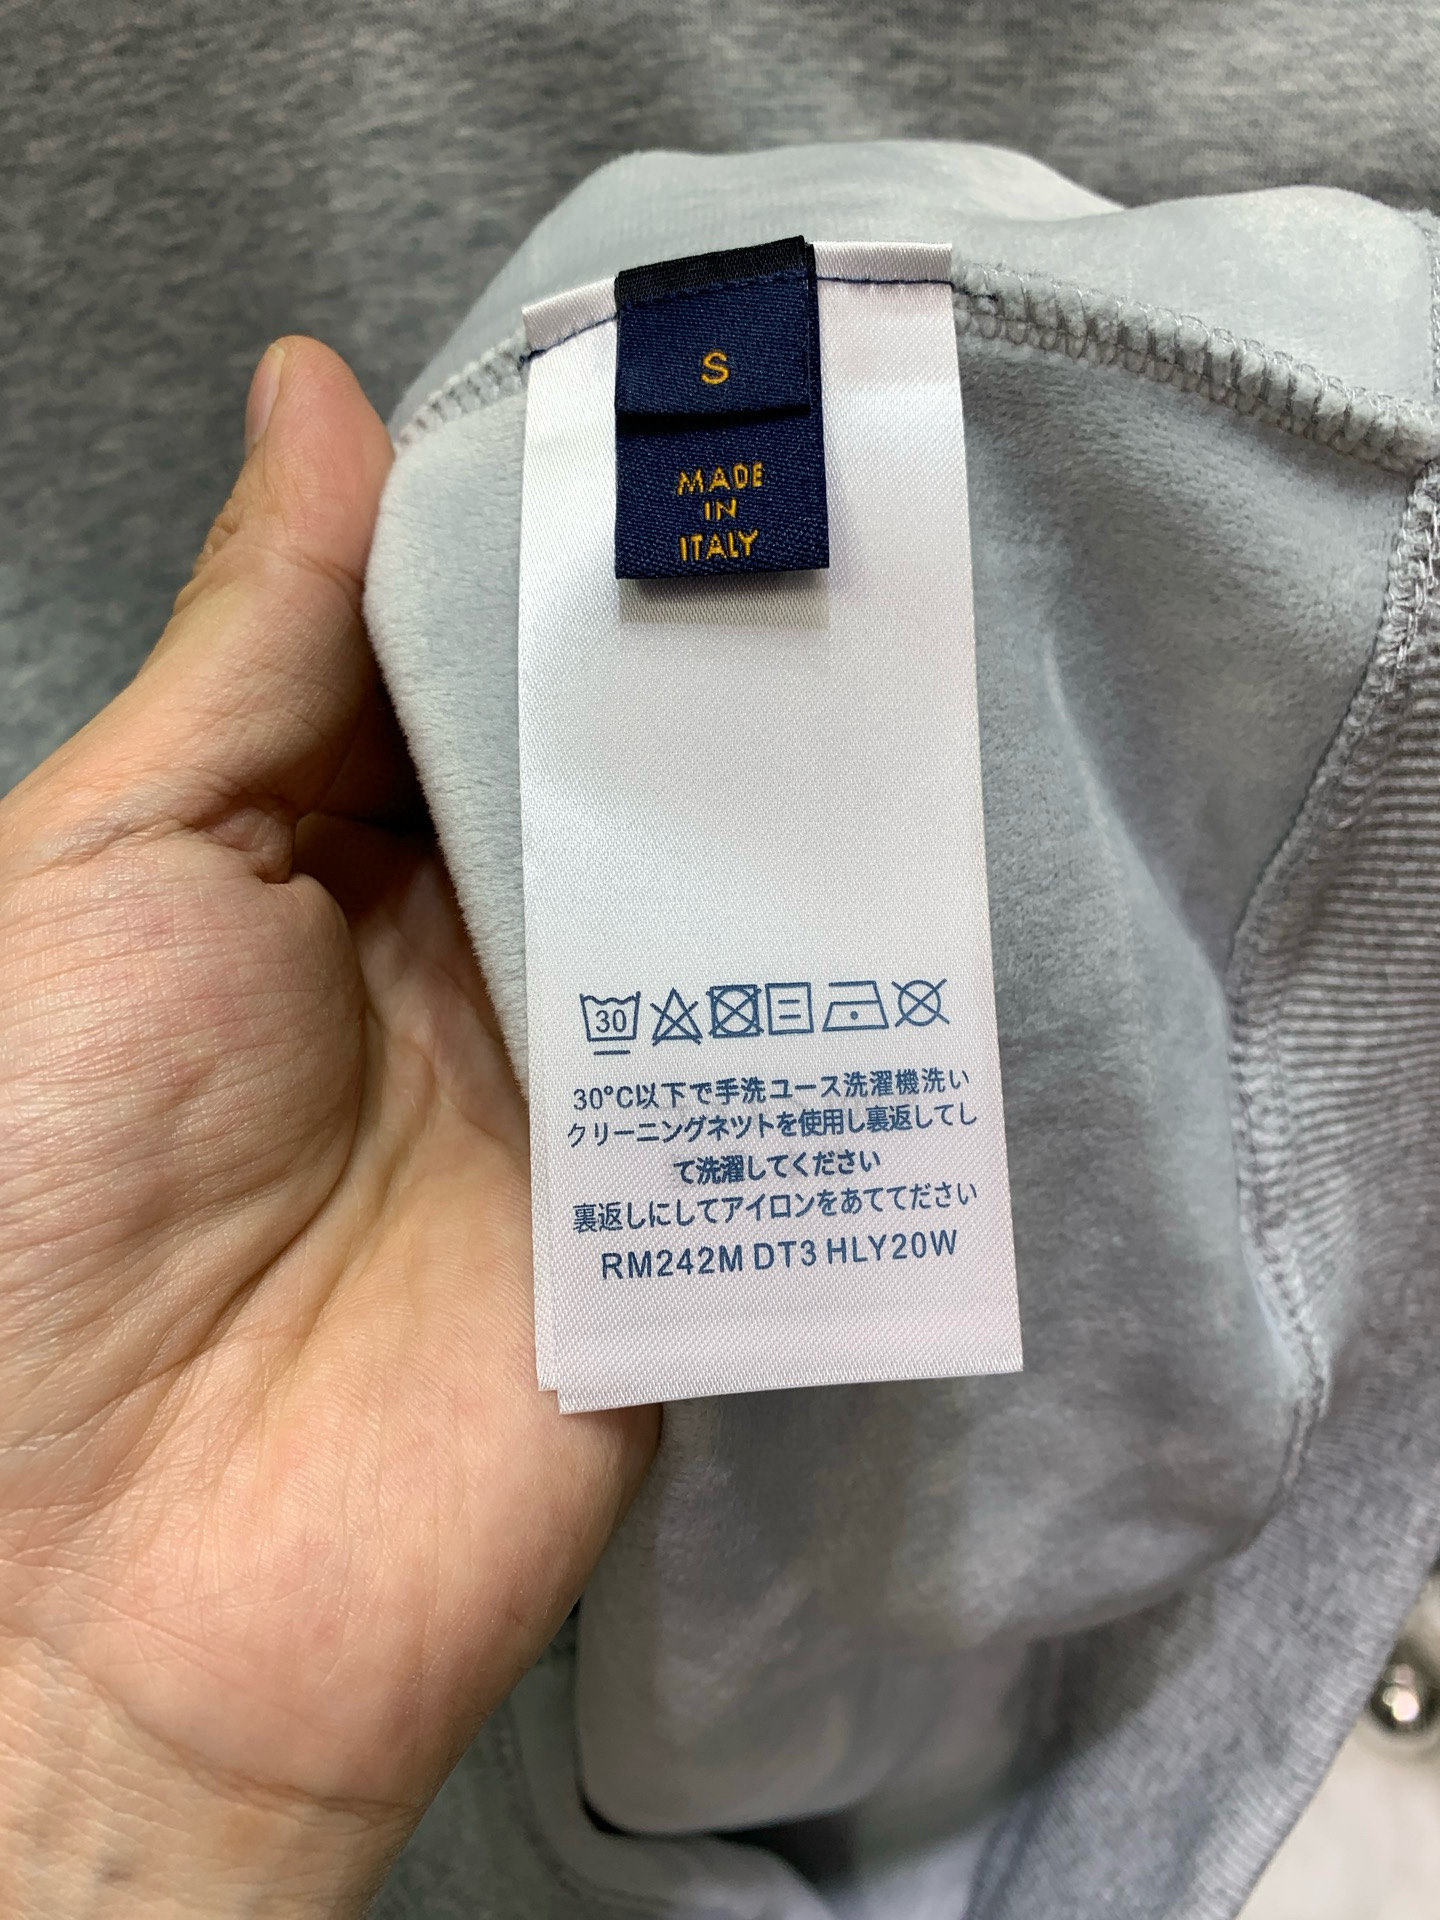 S
MADE
IN
ITALY
30
30°C以下で手洗ユース洗濯機洗い
クリーニングネツトを使用し裏返してし
て洗濯してください
裏返しにしてアイロンをあててださい
RM242M DT3 HLY20W